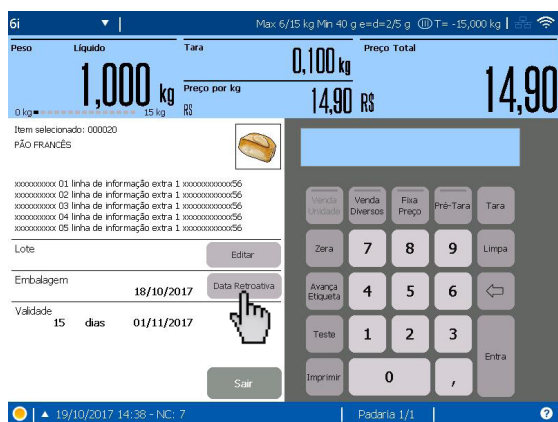 6i
Max 6/15 kg Min 40 g e=d=2/5 g III T= -15,000 kg
Peso Líquido
1,000 kg
0 kg 15 kg
Tara
0,100 kg
Preço por kg
R$ 14,90
Preço Total
R$ 14,90
Item selecionado: 000020
PÃO FRANCÊS
xxxxxxxxxx 01 linha de informação extra 1 xxxxxxxxxxx56
xxxxxxxxxx 02 linha de informação extra 1 xxxxxxxxxxx56
xxxxxxxxxx 03 linha de informação extra 1 xxxxxxxxxxx56
xxxxxxxxxx 04 linha de informação extra 1 xxxxxxxxxxx56
xxxxxxxxxx 05 linha de informação extra 1 xxxxxxxxxxx56
Lote
Editar
Embalagem
18/10/2017
Data Retroativa
Validade
15 dias 01/11/2017
Sair
Venda Unidade
Venda Diversos
Fixa Preço
Pré-Tara
Tara
Zera
7
8
9
Limpa
Avança Etiqueta
4
5
6
Teste
1
2
3
Entra
Imprimir
0
,
19/10/2017 14:38 - NC: 7
Padaria 1/1
?